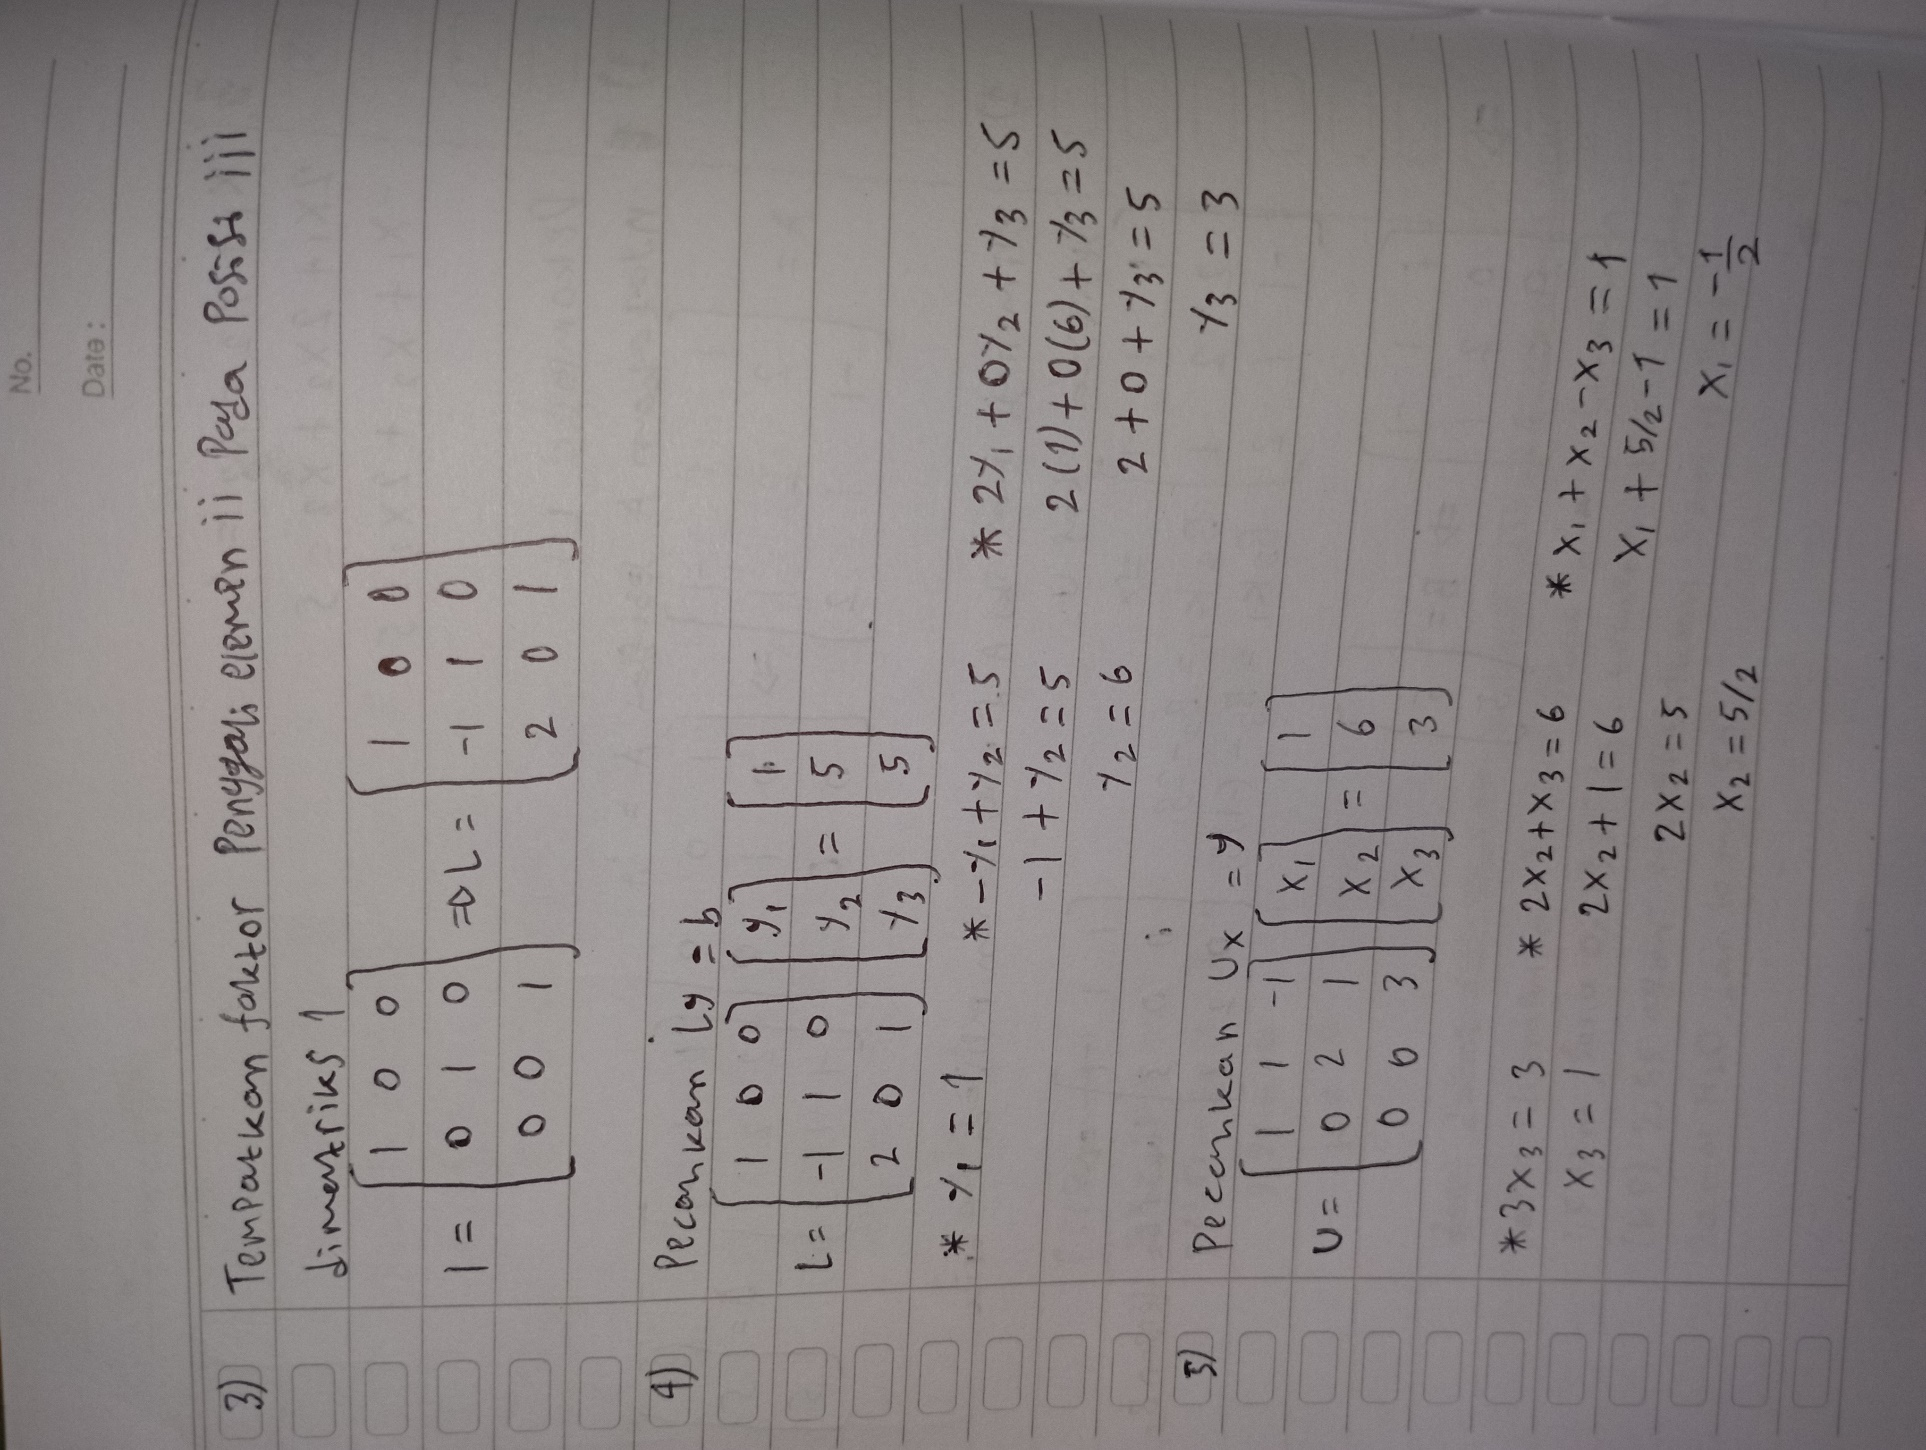 No.
Date:
3) Tempatkan faktor Pengali elemen ii Pada Posisi iii
dimatriks 1
I = [1 0 0; 0 1 0; 0 0 1] => L = [1 0 0; -1 1 0; 2 0 1]
4) Pecahkan Ly = b
L = [1 0 0; -1 1 0; 2 0 1] [y1; y2; y3] = [1; 5; 5]
* y1 = 1 * -y1 + y2 = 5 * 2y1 + 0y2 + y3 = 5
-1 + y2 = 5 2(1) + 0(6) + y3 = 5
y2 = 6 2 + 0 + y3 = 5
y3 = 3
5) Pecahkan Ux = y
U = [1 1 -1; 0 2 1; 0 0 3] [x1; x2; x3] = [1; 6; 3]
* 3x3 = 3 * 2x2 + x3 = 6 * x1 + x2 - x3 = 1
x3 = 1 2x2 + 1 = 6 x1 + 5/2 - 1 = 1
2x2 = 5 x1 = -1/2
x2 = 5/2